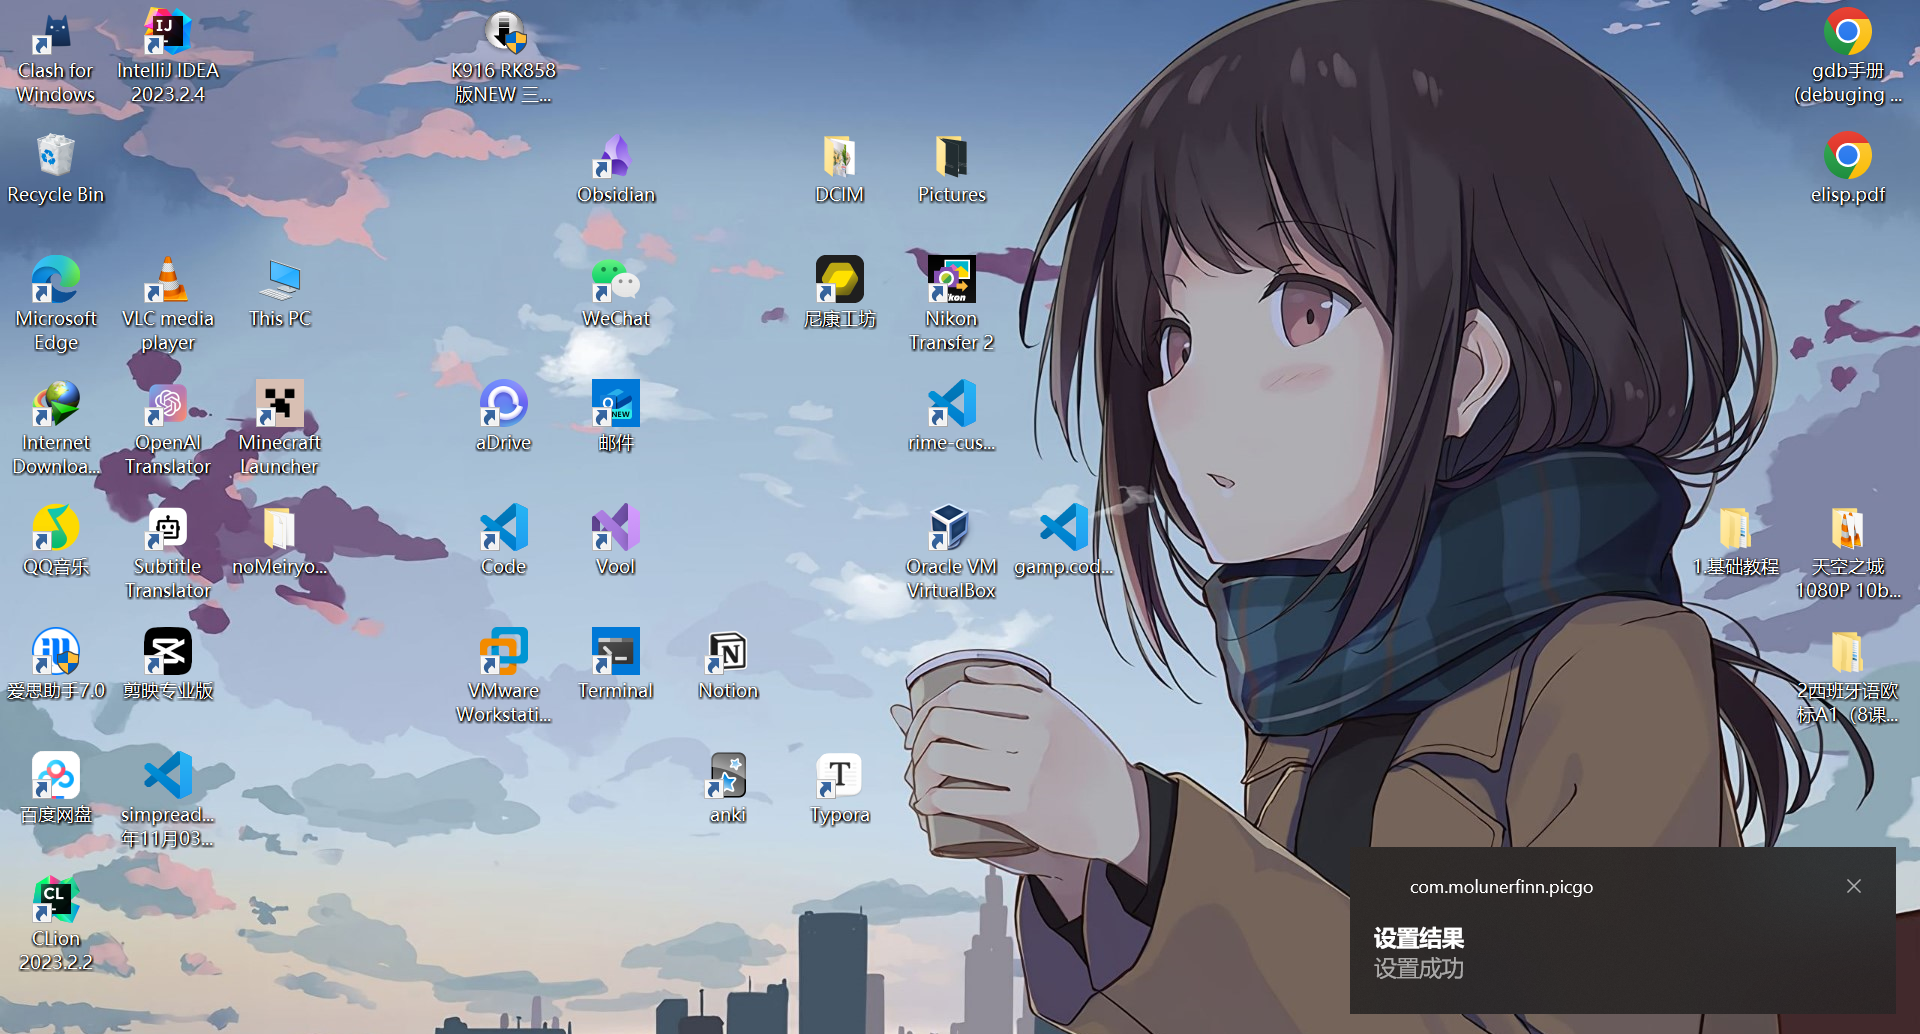 Clash for
Windows
IntelliJ IDEA
2023.2.4
K916 RK858
版NEW 三...
gdb手册
(debuging ...
Recycle Bin
Obsidian
DCIM
Pictures
elisp.pdf
Microsoft
Edge
VLC media
player
This PC
WeChat
尼康工坊
Nikon
Transfer 2
Internet
Downloa...
OpenAI
Translator
Minecraft
Launcher
aDrive
邮件
rime-cus...
QQ音乐
Subtitle
Translator
noMeiryo...
Code
Vool
Oracle VM
VirtualBox
gamp.cod...
1.基础教程
天空之城
1080P 10b...
爱思助手7.0
剪映专业版
VMware
Workstati...
Terminal
Notion
2西班牙语欧
标A1（8课...
百度网盘
simpread...
年11月03...
anki
Typora
CLion
2023.2.2
com.molunerfinn.picgo
设置结果
设置成功